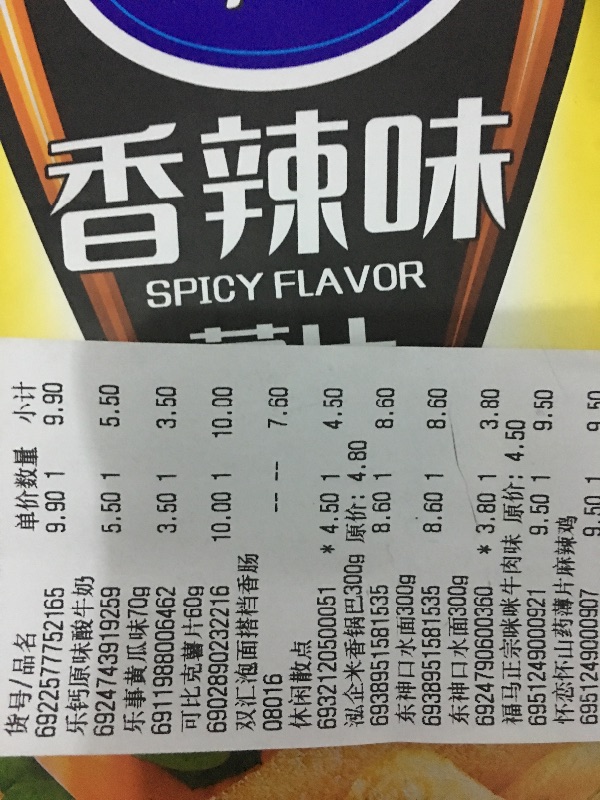 香辣味
SPICY FLAVOR
货号/品名 单价数量 小计
6922577752165 9.90 1 9.90
乐钙原味酸牛奶
6924743919259 5.50 1 5.50
乐事黄瓜味70g
6911988006462 3.50 1 3.50
可比克薯片60g
6902890232216 10.00 1 10.00
双汇泡面搭档香肠
08016 -- -- 7.60
休闲散点
6932120500051 * 4.50 1 4.50
泓企米香锅巴300g 原价: 4.80
6938951581535 8.60 1 8.60
东神口水面300g
6938951581535 8.60 1 8.60
东神口水面300g
6924790600360 * 3.80 1 3.80
福马正宗咪咪牛肉味 原价: 4.50
6951249000921 9.50 1 9.50
怀恋怀山药薄片麻辣鸡
6951249000907 9.50 1 9.50